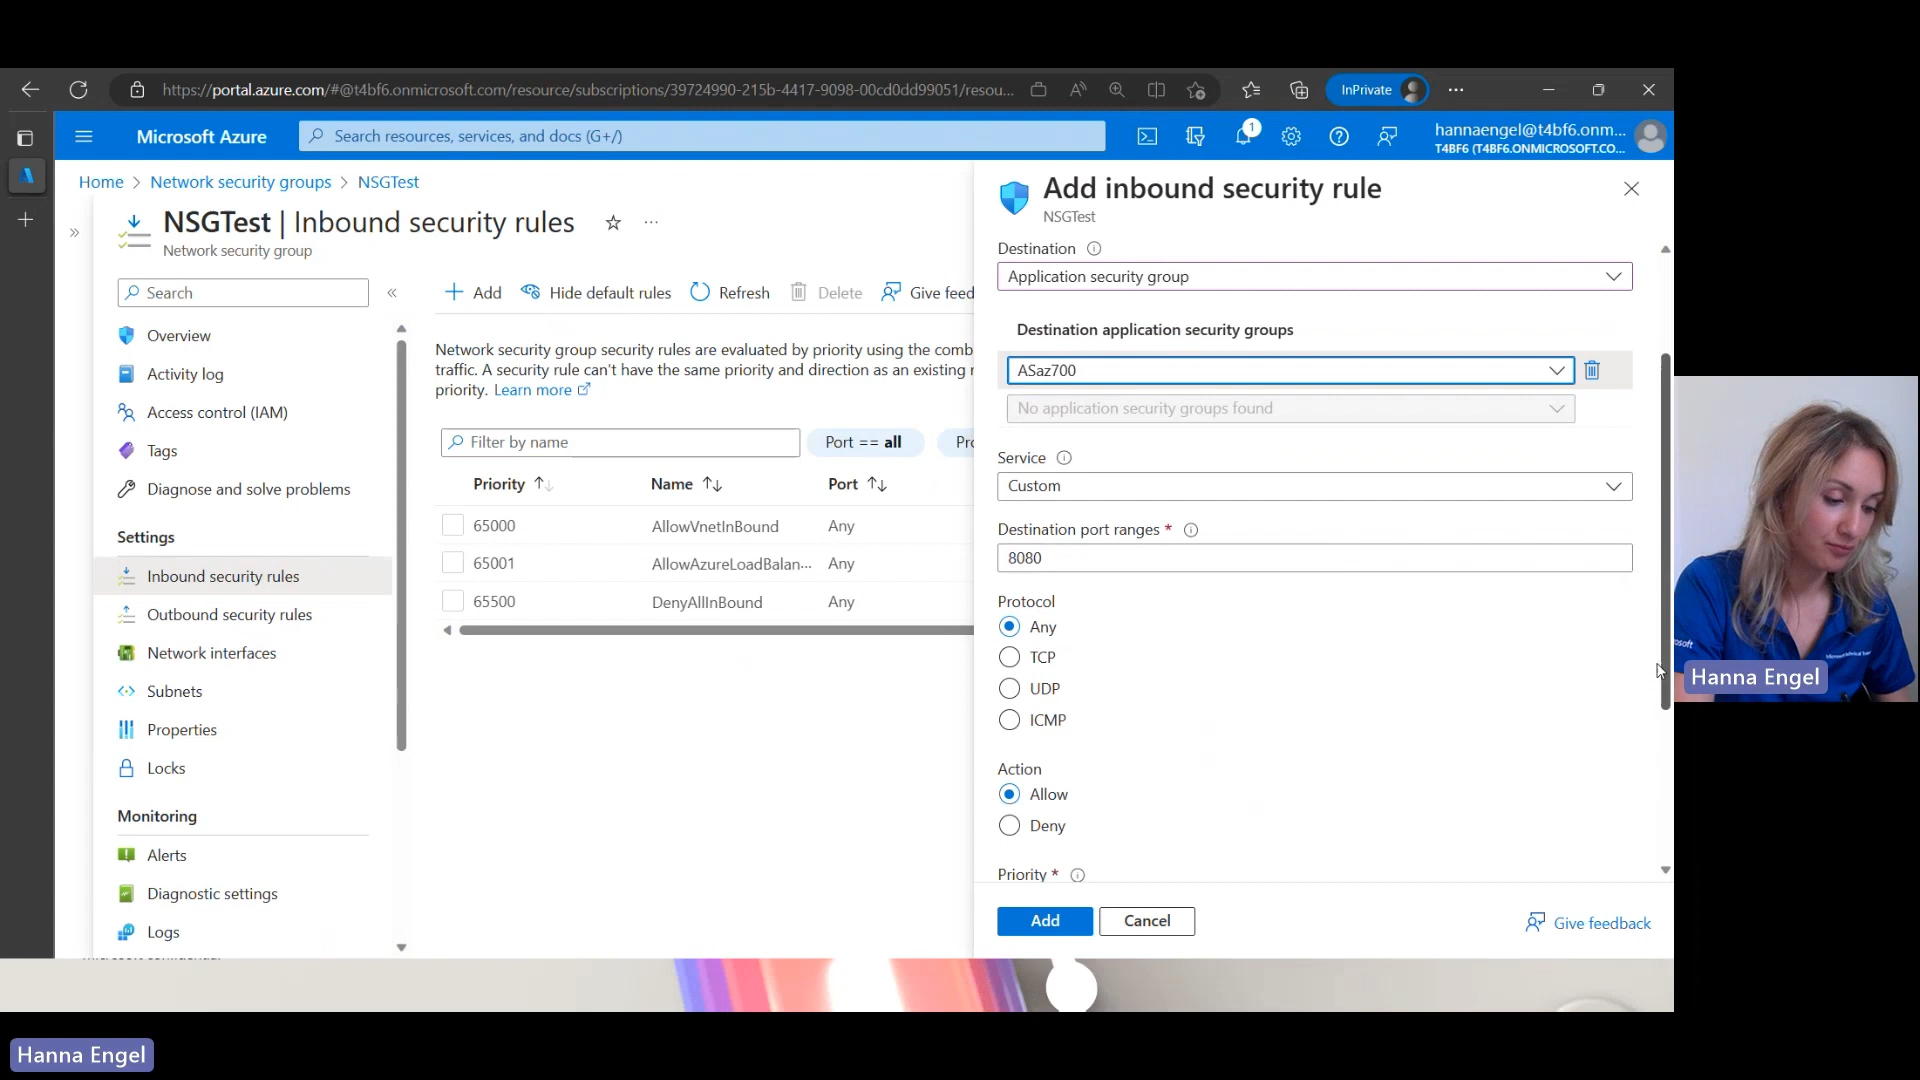 https://portal.azure.com/#@t4bf6.onmicrosoft.com/resource/subscriptions/39724990-215b-4417-9098-00cd0dd99051/resou...
InPrivate
Microsoft Azure
Search resources, services, and docs (G+/)
1
hannaengel@t4bf6.onm...
T4BF6 (T4BF6.ONMICROSOFT.CO...
Home > Network security groups > NSGTest
NSGTest | Inbound security rules
Network security group
Search
Overview
Activity log
Access control (IAM)
Tags
Diagnose and solve problems
Settings
Inbound security rules
Outbound security rules
Network interfaces
Subnets
Properties
Locks
Monitoring
Alerts
Diagnostic settings
Logs
Add
Hide default rules
Refresh
Delete
Give feed
Network security group security rules are evaluated by priority using the comb
traffic. A security rule can't have the same priority and direction as an existing r
priority. Learn more
Filter by name
Port == all
Pro
Priority
Name
Port
65000 AllowVnetInBound Any
65001 AllowAzureLoadBalan... Any
65500 DenyAllInBound Any
Add inbound security rule
NSGTest
Destination
Application security group
Destination application security groups
ASaz700
No application security groups found
Service
Custom
Destination port ranges *
8080
Protocol
Any
TCP
UDP
ICMP
Action
Allow
Deny
Priority *
Add
Cancel
Give feedback
Hanna Engel
Hanna Engel